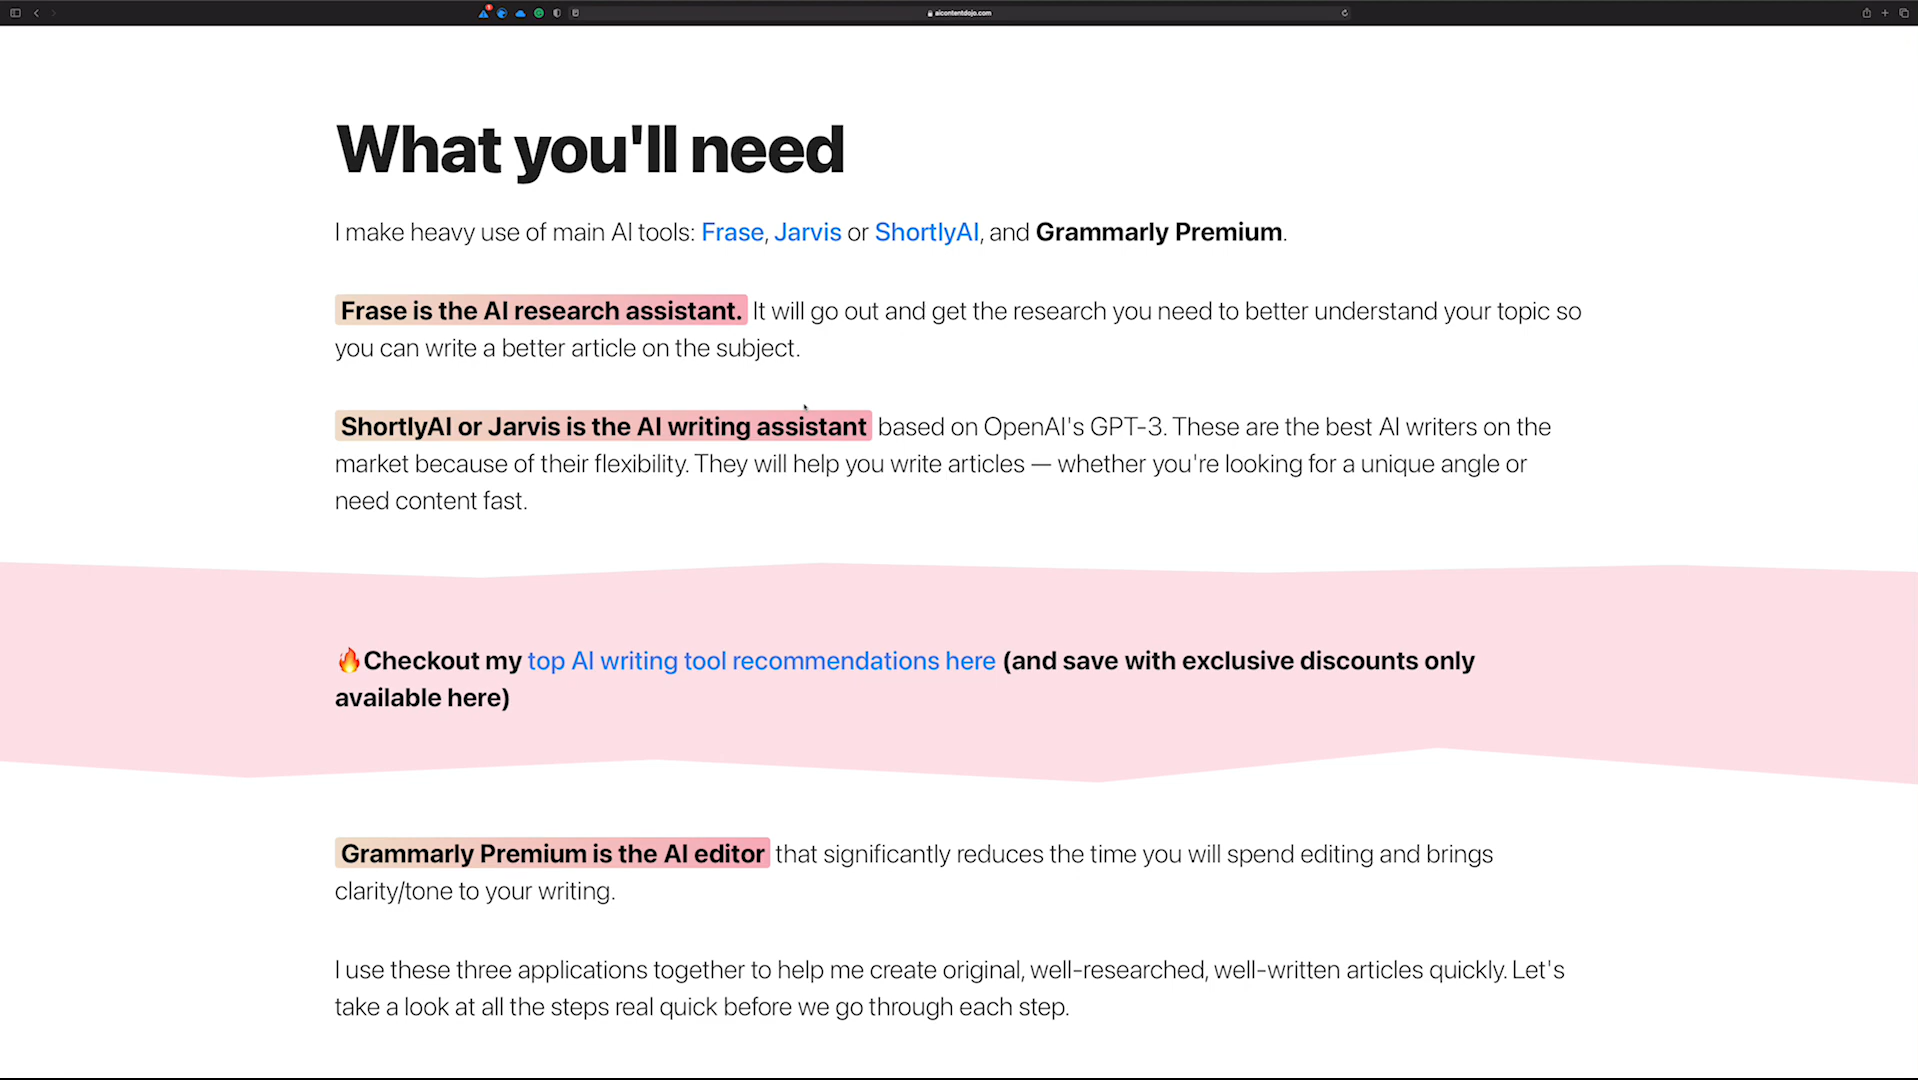 aicontentdojo.com
What you'll need
I make heavy use of main AI tools: Frase, Jarvis or ShortlyAI, and Grammarly Premium.
Frase is the AI research assistant. It will go out and get the research you need to better understand your topic so
you can write a better article on the subject.
ShortlyAI or Jarvis is the AI writing assistant based on OpenAI's GPT-3. These are the best AI writers on the
market because of their flexibility. They will help you write articles — whether you're looking for a unique angle or
need content fast.
🔥Checkout my top AI writing tool recommendations here (and save with exclusive discounts only
available here)
Grammarly Premium is the AI editor that significantly reduces the time you will spend editing and brings
clarity/tone to your writing.
I use these three applications together to help me create original, well-researched, well-written articles quickly. Let's
take a look at all the steps real quick before we go through each step.